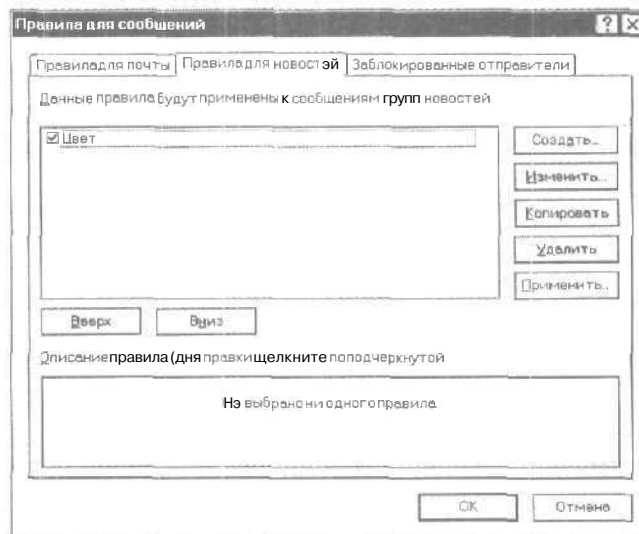 Правила для сообщений
Правила для почты Правила для новостэй Заблокированные отправители
Данные правила будут применены к сообщениям групп новостей
Цвет
Создать...
Изменить...
Копировать
Удалить
Применить...
Вверх Вниз
Описание правила (дня правки щелкните по подчеркнутой
Нэ выбрано ни одного правила
OK Отмена